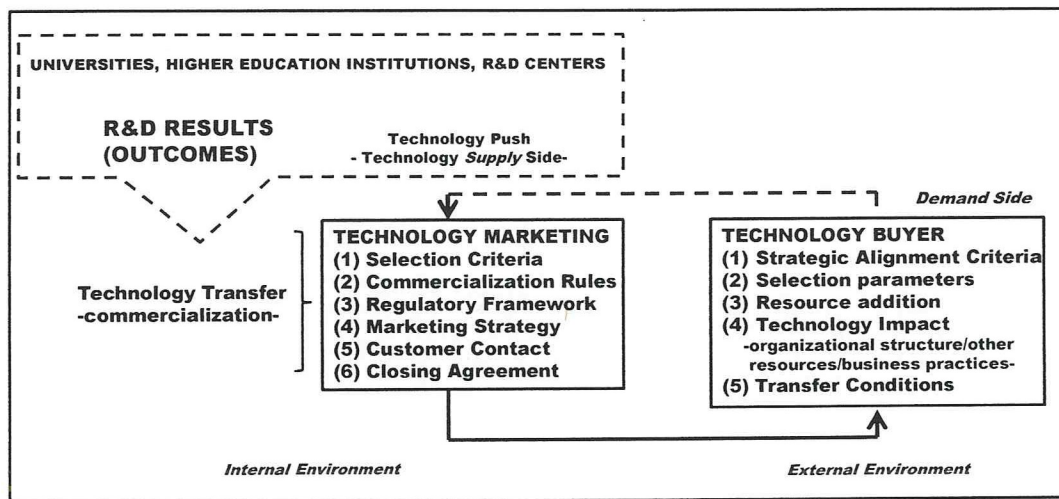 UNIVERSITIES, HIGHER EDUCATION INSTITUTIONS, R&D CENTERS
R&D RESULTS
(OUTCOMES)
Technology Push
- Technology Supply Side-
Demand Side
Technology Transfer
-commercialization-
TECHNOLOGY MARKETING
(1) Selection Criteria
(2) Commercialization Rules
(3) Regulatory Framework
(4) Marketing Strategy
(5) Customer Contact
(6) Closing Agreement
TECHNOLOGY BUYER
(1) Strategic Alignment Criteria
(2) Selection parameters
(3) Resource addition
(4) Technology Impact
-organizational structure/other
resources/business practices-
(5) Transfer Conditions
Internal Environment
External Environment